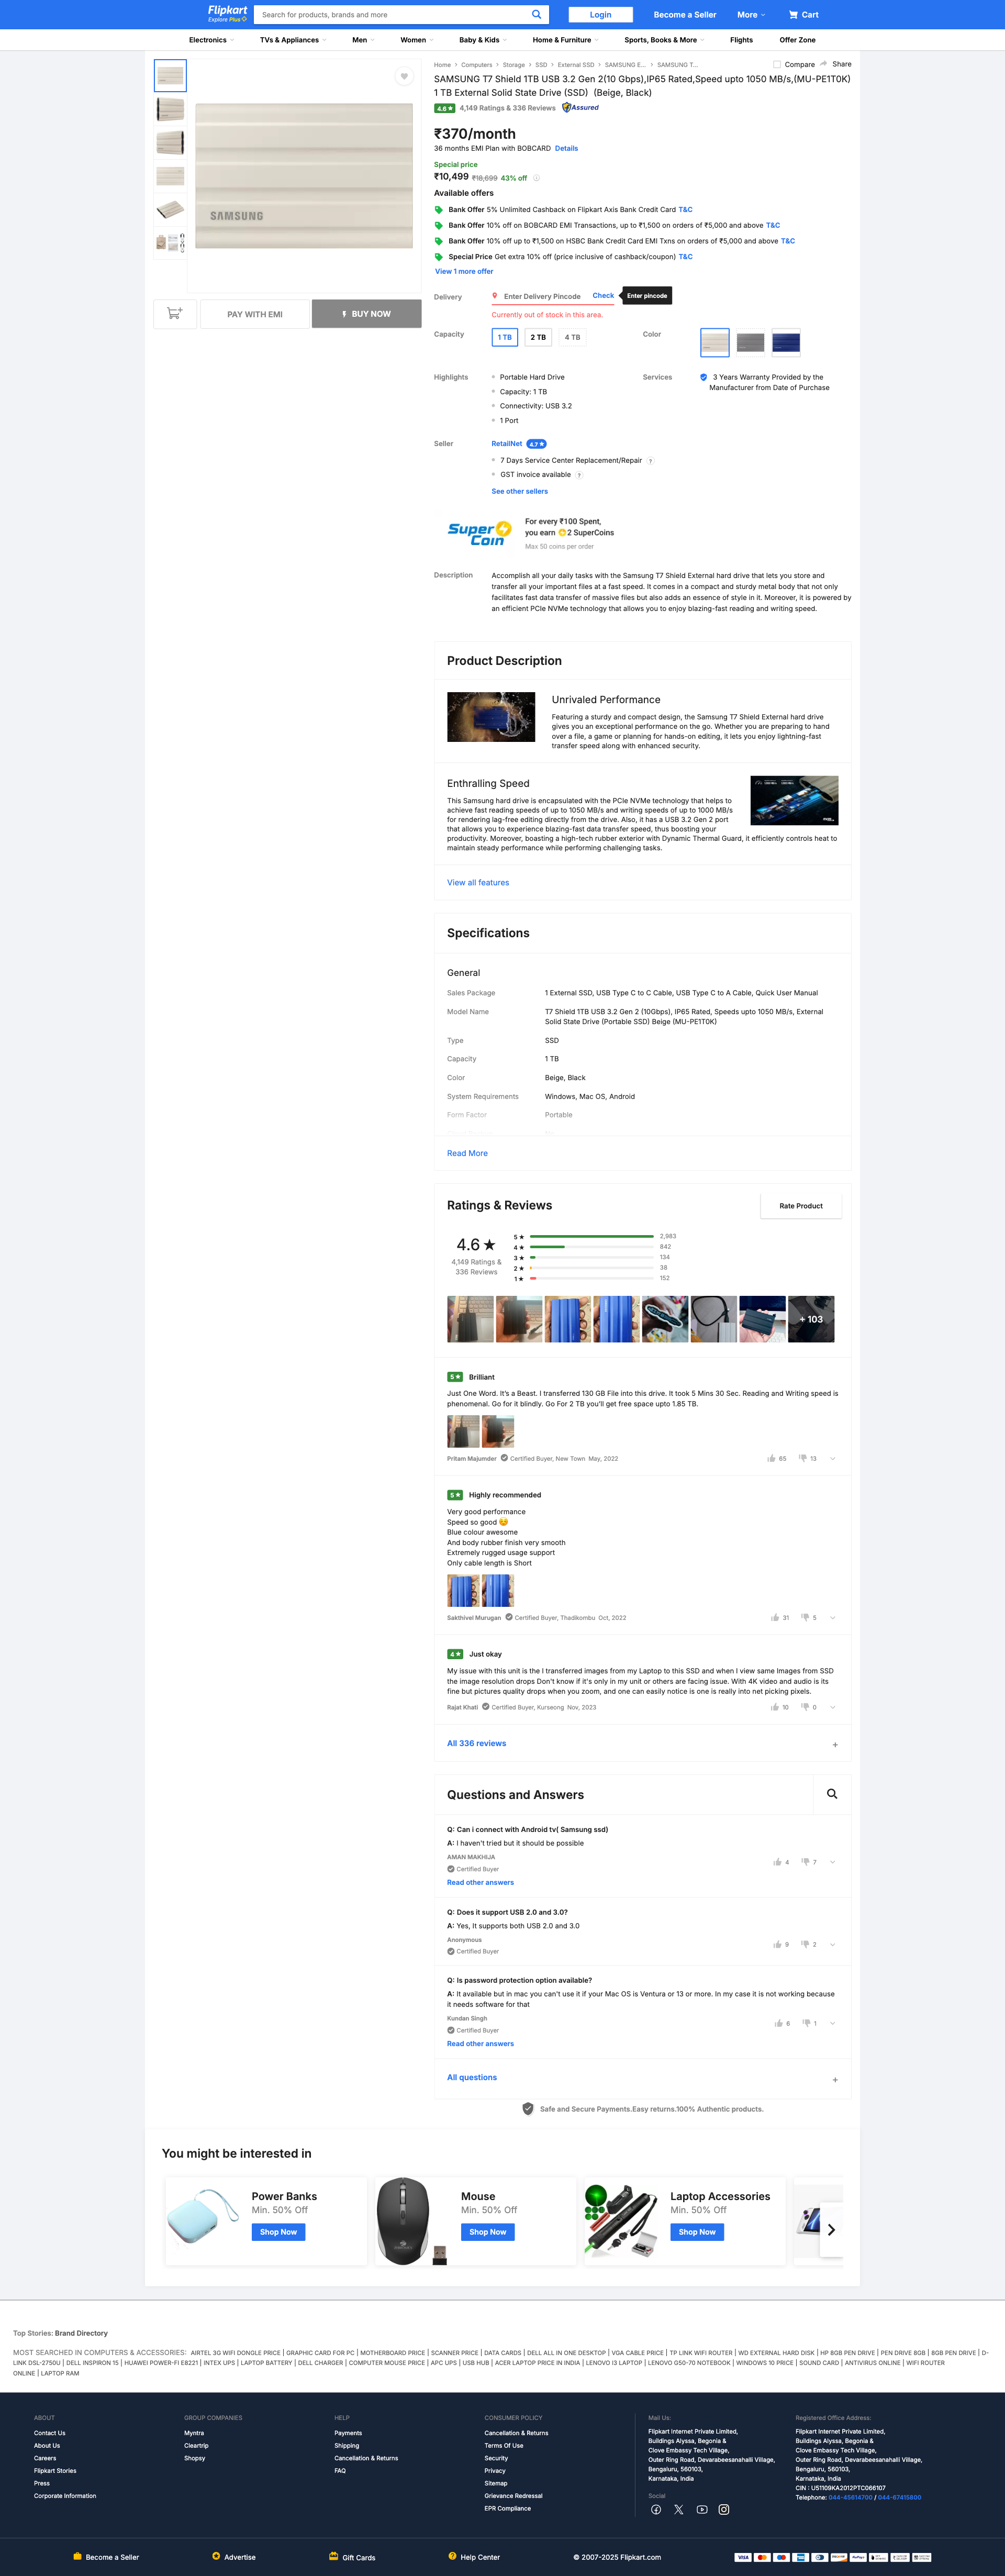 Flipkart
Explore Plus
Search for products, brands and more
Login
Become a Seller
More
Cart
Electronics
TVs & Appliances
Men
Women
Baby & Kids
Home & Furniture
Sports, Books & More
Flights
Offer Zone
Home > Computers > Storage > SSD > External SSD > SAMSUNG E... > SAMSUNG T...
Compare
Share
SAMSUNG T7 Shield 1TB USB 3.2 Gen 2(10 Gbps),IP65 Rated,Speed upto 1050 M/s,(MU-PE1T0K)
1 TB External Solid State Drive (SSD) (Beige, Black)
4.6★ 4,149 Ratings & 336 Reviews Assured
SAMSUNG
₹370/month
36 months EMI Plan with BOBCARD Details
Special price
₹10,499 ₹18,699 43% off
Available offers
Bank Offer 5% Unlimited Cashback on Flipkart Axis Bank Credit Card T&C
Bank Offer 10% off on BOBCARD EMI Transactions, up to ₹1,500 on orders of ₹5,000 and above T&C
Bank Offer 10% off up to ₹1,500 on HSBC Bank Credit Card EMI Txns on orders of ₹5,000 and above T&C
Special Price Get extra 10% off (price inclusive of cashback/coupon) T&C
View 1 more offer
PAY WITH EMI
BUY NOW
Delivery
Enter Delivery Pincode
Check
Enter pincode
Currently out of stock in this area.
Capacity
1 TB
2 TB
4 TB
Color
Highlights
Portable Hard Drive
Capacity: 1 TB
Connectivity: USB 3.2
1 Port
Services
3 Years Warranty Provided by the
Manufacturer from Date of Purchase
Seller
RetailNet 4.7★
7 Days Service Center Replacement/Repair ?
GST invoice available ?
See other sellers
Super Coin
For every ₹100 Spent,
you earn 2 SuperCoins
Max 50 coins per order
Description
Accomplish all your daily tasks with the Samsung T7 Shield External hard drive that lets you store and
transfer all your important files at a fast speed. It comes in a compact and sturdy metal body that not only
facilitates fast data transfer of massive files but also adds an essence of style in it. Moreover, it is powered by
an efficient PCIe NVMe technology that allows you to enjoy blazing-fast reading and writing speed.
Product Description
Unrivaled Performance
Featuring a sturdy and compact design, the Samsung T7 Shield External hard drive
gives you an exceptional performance on the go. Whether you are preparing to hand
over a file, a game or planning for hands-on editing, it lets you enjoy lightning-fast
transfer speed along with enhanced security.
Enthralling Speed
This Samsung hard drive is encapsulated with the PCIe NVMe technology that helps to
achieve fast reading speeds of up to 1050 MB/s and writing speeds of up to 1000 MB/s
for rendering lag-free editing directly from the drive. Also, it has a USB 3.2 Gen 2 port
that allows you to experience blazing-fast data transfer speed, thus boosting your
productivity. Moreover, boasting a high-tech rubber exterior with Dynamic Thermal Guard, it efficiently controls heat to
maintain steady performance while performing challenging tasks.
View all features
Specifications
General
Sales Package
1 External SSD, USB Type C to C Cable, USB Type C to A Cable, Quick User Manual
Model Name
T7 Shield 1TB USB 3.2 Gen 2 (10Gbps), IP65 Rated, Speeds upto 1050 MB/s, External
Solid State Drive (Portable SSD) Beige (MU-PE1T0K)
Type
SSD
Capacity
1 TB
Color
Beige, Black
System Requirements
Windows, Mac OS, Android
Form Factor
Portable
Read More
Ratings & Reviews
Rate Product
4.6★
4,149 Ratings &
336 Reviews
5★ 2,983
4★ 842
3★ 134
2★ 38
1★ 152
+ 103
5★ Brilliant
Just One Word. It's a Beast. I transferred 130 GB File into this drive. It took 5 Mins 30 Sec. Reading and Writing speed is
phenomenal. Go for it blindly. Go For 2 TB you'll get free space upto 1.85 TB.
Pritam Majumder Certified Buyer, New Town May, 2022
65
13
5★ Highly recommended
Very good performance
Speed so good
Blue colour awesome
And body rubber finish very smooth
Extremely rugged usage support
Only cable length is Short
Sakthivel Murugan Certified Buyer, Thadikombu Oct, 2022
31
5
4★ Just okay
My issue with this unit is the I transferred images from my Laptop to this SSD and when I view same Images from SSD
the image resolution drops Don't know if it's only in my unit or others are facing issue. With 4K video and audio is its
fine but pictures quality drops when you zoom, and one can easily notice is one is really into net picking pixels.
Rajat Khati Certified Buyer, Kurseong Nov, 2023
10
0
All 336 reviews
+
Questions and Answers
Q: Can i connect with Android tv( Samsung ssd)
A: I haven't tried but it should be possible
AMAN MAKHIJA
Certified Buyer
4
7
Read other answers
Q: Does it support USB 2.0 and 3.0?
A: Yes, It supports both USB 2.0 and 3.0
Anonymous
Certified Buyer
9
2
Q: Is password protection option available?
A: It available but in mac you can't use it if your Mac OS is Ventura or 13 or more. In my case it is not working because
it needs software for that
Kundan Singh
Certified Buyer
6
1
Read other answers
All questions
+
Safe and Secure Payments.Easy returns.100% Authentic products.
You might be interested in
Power Banks
Min. 50% Off
Shop Now
Mouse
Min. 50% Off
Shop Now
Laptop Accessories
Min. 50% Off
Shop Now
Top Stories: Brand Directory
MOST SEARCHED IN COMPUTERS & ACCESSORIES: AIRTEL 3G WIFI DONGLE PRICE | GRAPHIC CARD FOR PC | MOTHERBOARD PRICE | SCANNER PRICE | DATA CARDS | DELL ALL IN ONE DESKTOP | VGA CABLE PRICE | TP LINK WIFI ROUTER | WD EXTERNAL HARD DISK | HP 8GB PEN DRIVE | PEN DRIVE 8GB | 8GB PEN DRIVE | D-
LINK DSL-2750U | DELL INSPIRON 15 | HUAWEI POWER-FI E8221 | INTEX UPS | LAPTOP BATTERY | DELL CHARGER | COMPUTER MOUSE PRICE | APC UPS | USB HUB | ACER LAPTOP PRICE IN INDIA | LENOVO I3 LAPTOP | LENOVO G50-70 NOTEBOOK | WINDOWS 10 PRICE | SOUND CARD | ANTIVIRUS ONLINE | WIFI ROUTER
ONLINE | LAPTOP RAM
ABOUT
Contact Us
About Us
Careers
Flipkart Stories
Press
Corporate Information
GROUP COMPANIES
Myntra
Cleartrip
Shopsy
HELP
Payments
Shipping
Cancellation & Returns
FAQ
CONSUMER POLICY
Cancellation & Returns
Terms Of Use
Security
Privacy
Sitemap
Grievance Redressal
EPR Compliance
Mail Us:
Flipkart Internet Private Limited,
Buildings Alyssa, Begonia &
Clove Embassy Tech Village,
Outer Ring Road, Devarabeesanahalli Village,
Bengaluru, 560103,
Karnataka, India
Social
Registered Office Address:
Flipkart Internet Private Limited,
Buildings Alyssa, Begonia &
Clove Embassy Tech Village,
Outer Ring Road, Devarabeesanahalli Village,
Bengaluru, 560103,
Karnataka, India
CIN : U51109KA2012PTC066107
Telephone: 044-45614700 / 044-67415800
Become a Seller
Advertise
Gift Cards
Help Center
© 2007-2025 Flipkart.com
VISA